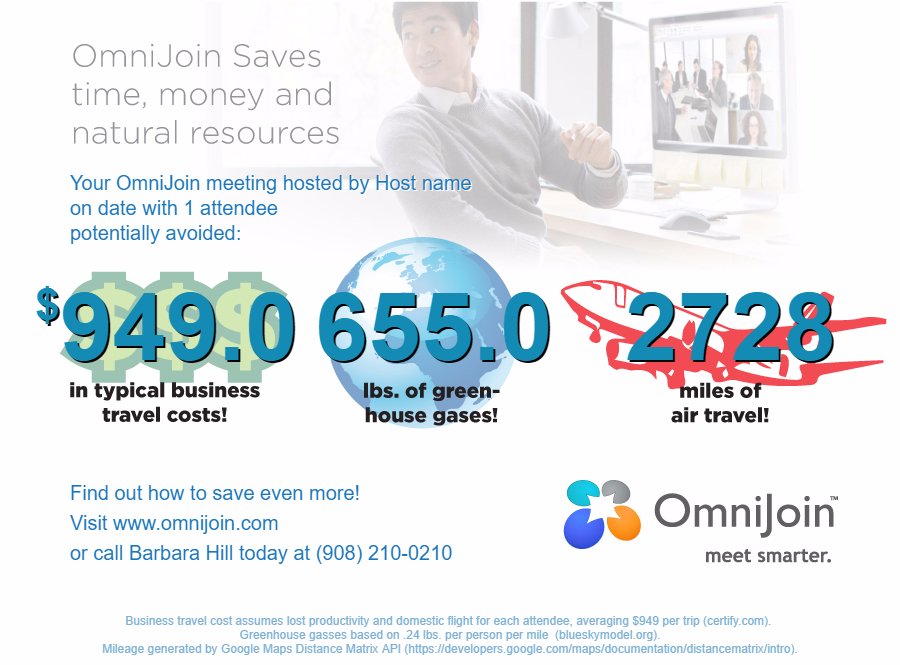 OmniJoin Saves
time, money and
natural resources
Your OmniJoin meeting hosted by Host name
on date with 1 attendee
potentially avoided:
$949.0 655.0 2728
in typical business lbs. of green- miles of
travel costs! house gases! air travel!
Find out how to save even more!
Visit www.omnijoin.com
or call Barbara Hill today at (908) 210-0210
OmniJoin™
meet smarter.
Business travel cost assumes lost productivity and domestic flight for each attendee, averaging $949 per trip (certify.com).
Greenhouse gasses based on .24 lbs. per person per mile (blueskymodel.org).
Mileage generated by Google Maps Distance Matrix API (https://developers.google.com/maps/documentation/distancematrix/intro).